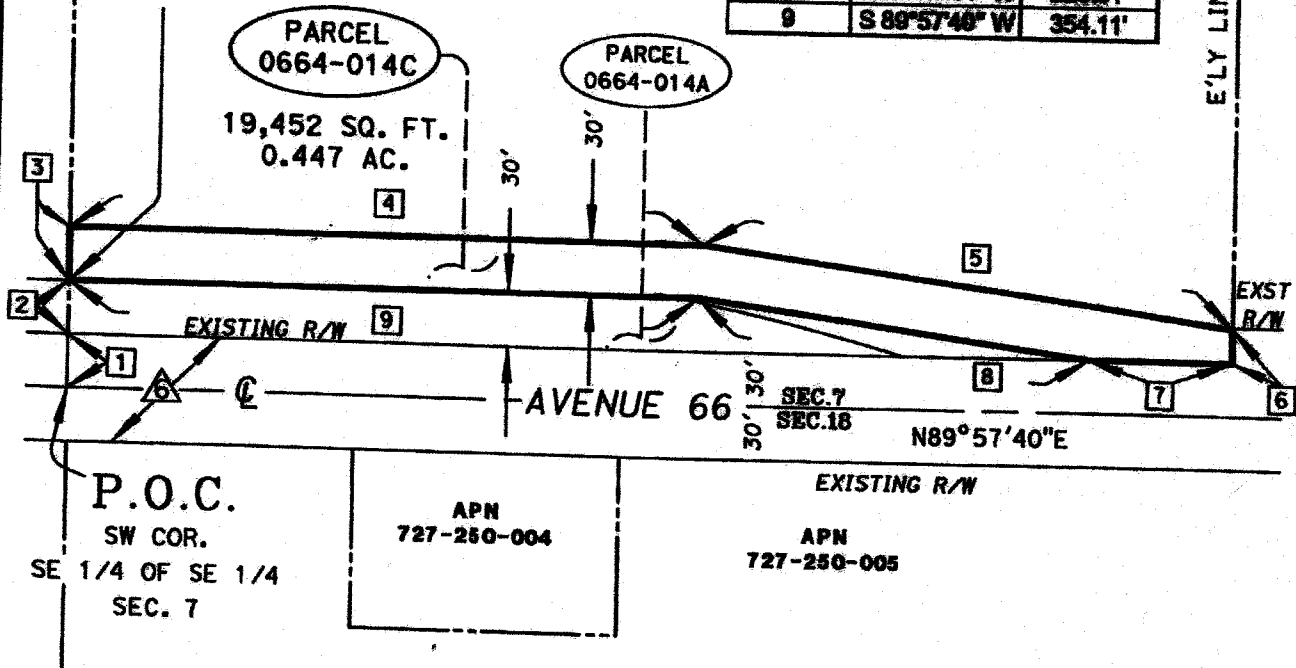 9 S 89°57'40" W 354.11'
E'LY LIN
PARCEL
0664-014C
PARCEL
0664-014A
19,452 SQ. FT.
0.447 AC.
30'
30'
3
4
5
EXST
R/W
2
EXISTING R/W
9
1
6
℄
AVENUE 66
30'
30'
SEC.7
SEC.18
8
7
6
N89°57'40"E
EXISTING R/W
P.O.C.
SW COR.
SE 1/4 OF SE 1/4
SEC. 7
APN
727-250-004
APN
727-250-005